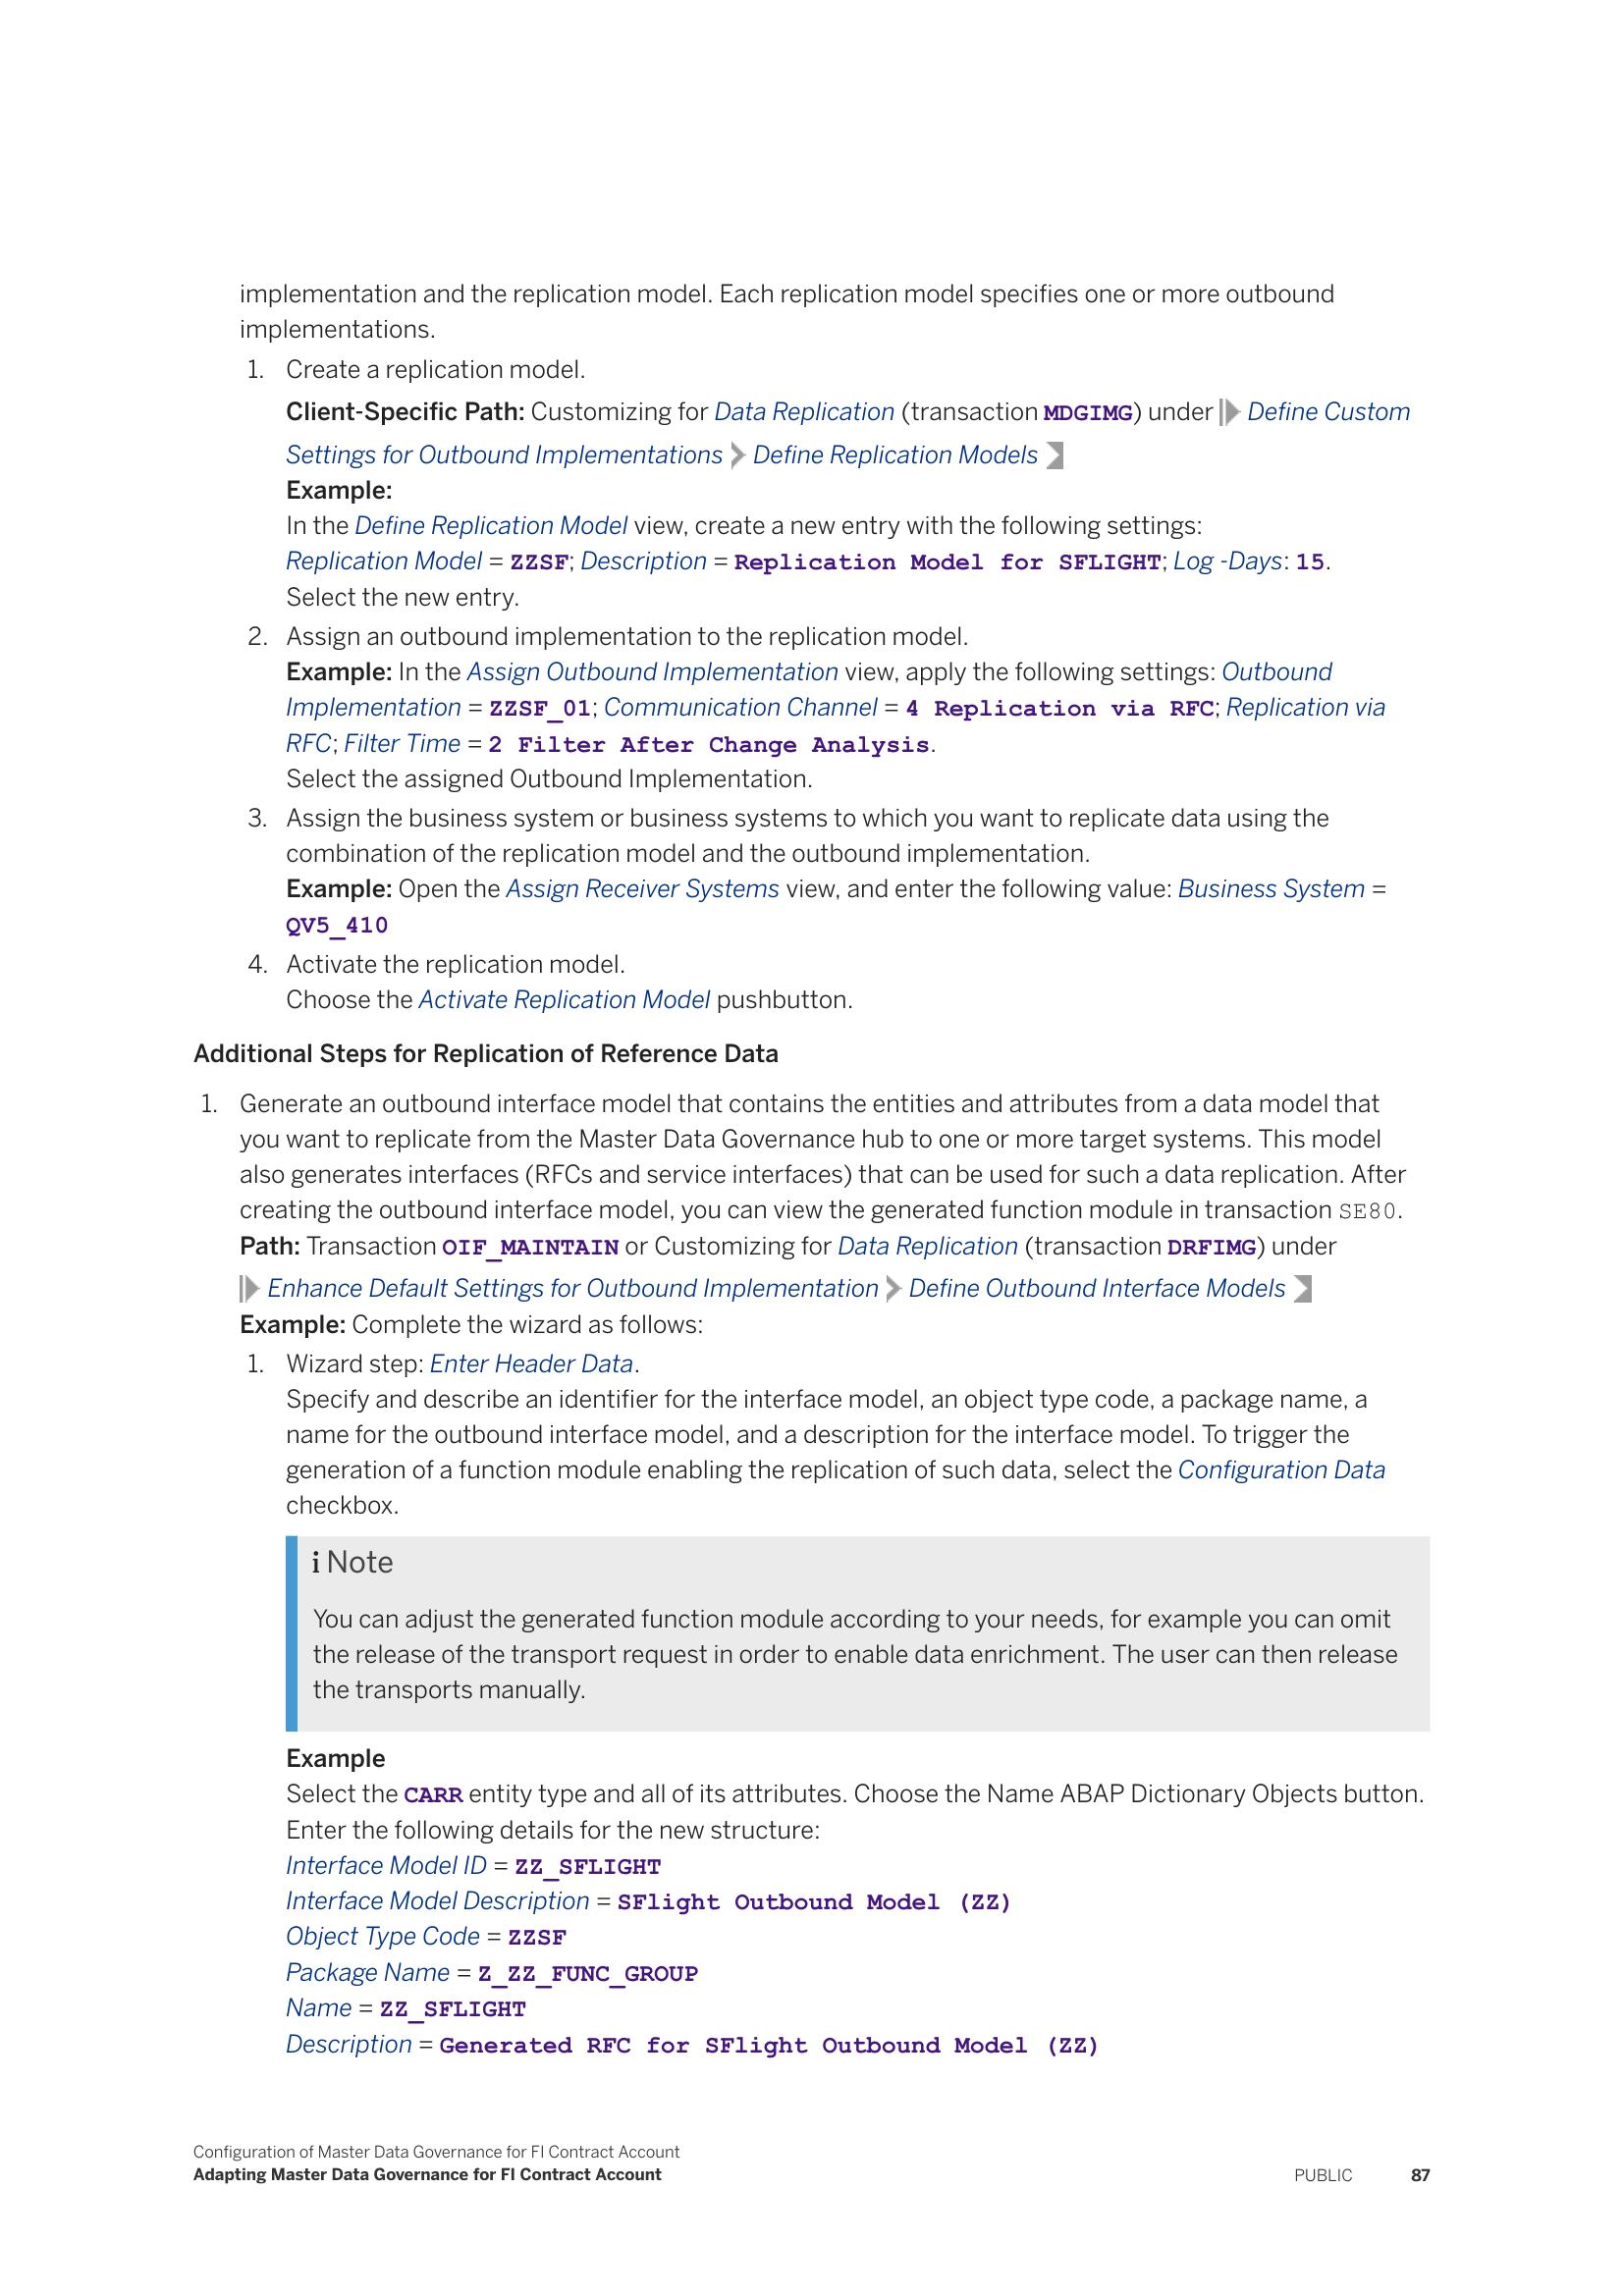 implementation and the replication model. Each replication model specifies one or more outbound
implementations.
1. Create a replication model.
Client-Specific Path: Customizing for Data Replication (transaction MDGIMG) under Define Custom
Settings for Outbound Implementations Define Replication Models
Example:
In the Define Replication Model view, create a new entry with the following settings:
Replication Model = ZZSF; Description = Replication Model for SFLIGHT; Log -Days: 15.
Select the new entry.
2. Assign an outbound implementation to the replication model.
Example: In the Assign Outbound Implementation view, apply the following settings: Outbound
Implementation = ZZSF_01; Communication Channel = 4 Replication via RFC; Replication via
RFC; Filter Time = 2 Filter After Change Analysis.
Select the assigned Outbound Implementation.
3. Assign the business system or business systems to which you want to replicate data using the
combination of the replication model and the outbound implementation.
Example: Open the Assign Receiver Systems view, and enter the following value: Business System =
QV5_410
4. Activate the replication model.
Choose the Activate Replication Model pushbutton.
Additional Steps for Replication of Reference Data
1. Generate an outbound interface model that contains the entities and attributes from a data model that
you want to replicate from the Master Data Governance hub to one or more target systems. This model
also generates interfaces (RFCs and service interfaces) that can be used for such a data replication. After
creating the outbound interface model, you can view the generated function module in transaction SE80.
Path: Transaction OIF_MAINTAIN or Customizing for Data Replication (transaction DRFIMG) under
Enhance Default Settings for Outbound Implementation Define Outbound Interface Models
Example: Complete the wizard as follows:
1. Wizard step: Enter Header Data.
Specify and describe an identifier for the interface model, an object type code, a package name, a
name for the outbound interface model, and a description for the interface model. To trigger the
generation of a function module enabling the replication of such data, select the Configuration Data
checkbox.
i Note
You can adjust the generated function module according to your needs, for example you can omit
the release of the transport request in order to enable data enrichment. The user can then release
the transports manually.
Example
Select the CARR entity type and all of its attributes. Choose the Name ABAP Dictionary Objects button.
Enter the following details for the new structure:
Interface Model ID = ZZ_SFLIGHT
Interface Model Description = SFlight Outbound Model (ZZ)
Object Type Code = ZZSF
Package Name = Z_ZZ_FUNC_GROUP
Name = ZZ_SFLIGHT
Description = Generated RFC for SFlight Outbound Model (ZZ)
Configuration of Master Data Governance for FI Contract Account
Adapting Master Data Governance for FI Contract Account
PUBLIC 87